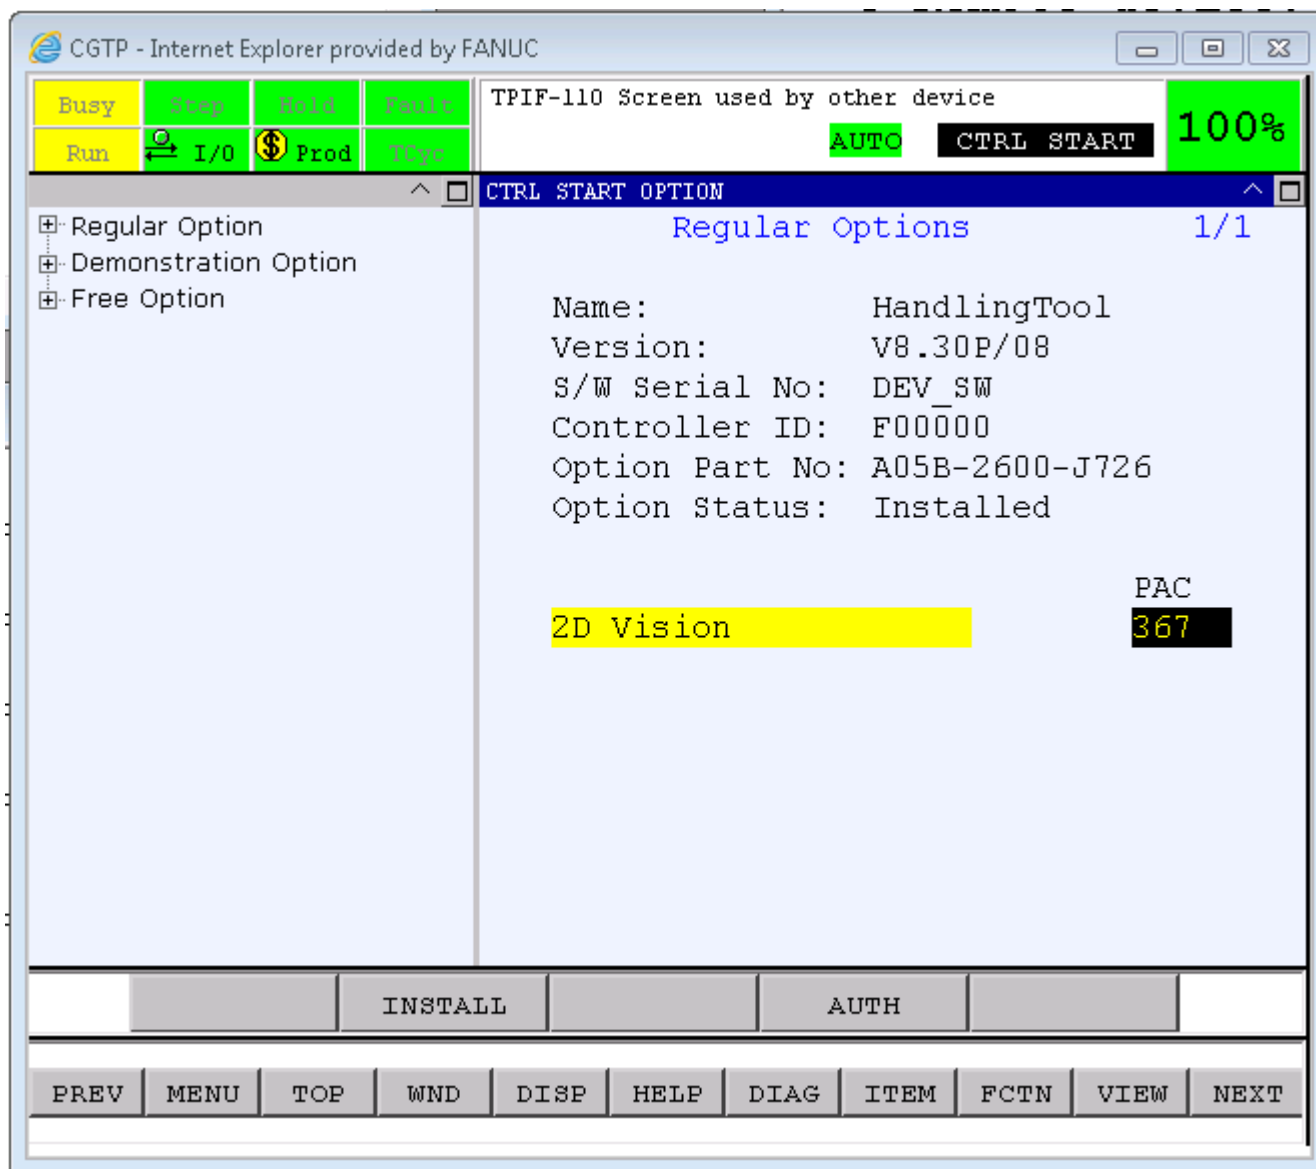 CGTP - Internet Explorer provided by FANUC
Busy Step Hold Fault
Run I/O Prod TCyc
TPIF-110 Screen used by other device
AUTO CTRL START
100%
CTRL START OPTION
Regular Option
Demonstration Option
Free Option
Regular Options 1/1
Name: HandlingTool
Version: V8.30P/08
S/W Serial No: DEV_SW
Controller ID: F00000
Option Part No: A05B-2600-J726
Option Status: Installed
PAC
2D Vision 367
INSTALL AUTH
PREV MENU TOP WND DISP HELP DIAG ITEM FCTN VIEW NEXT